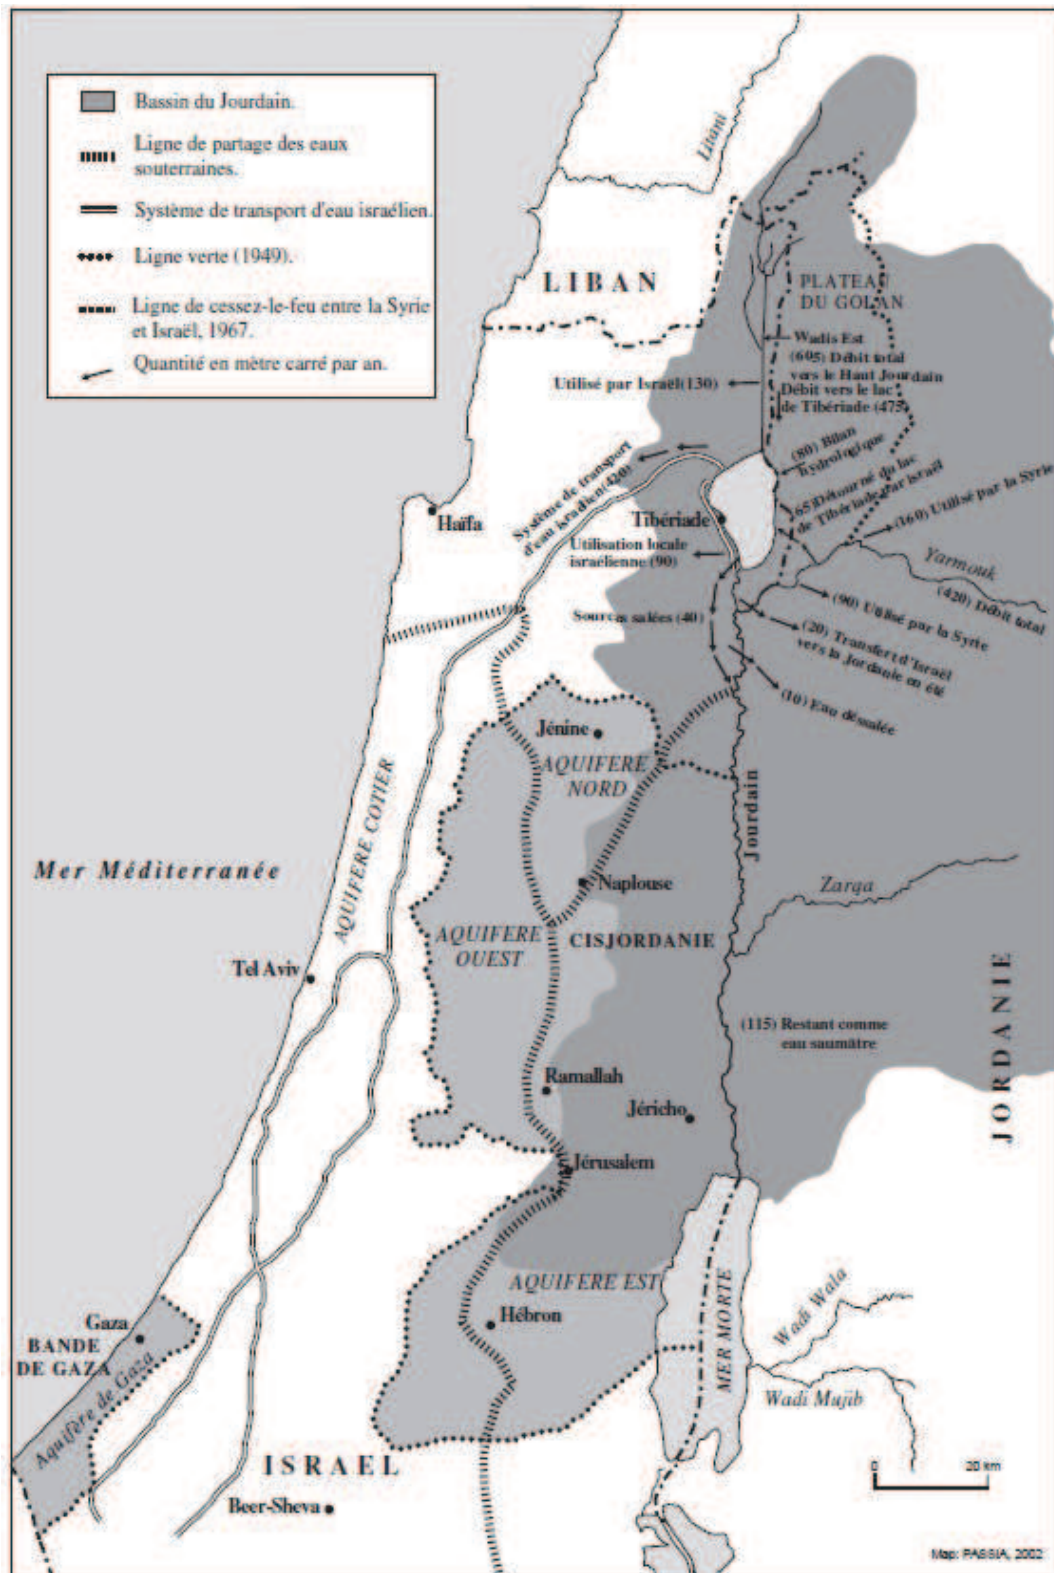 Bassin du Jourdain.
Ligne de partage des eaux
souterraines.
Système de transport d'eau israélien.
Ligne verte (1949).
Ligne de cessez-le-feu entre la Syrie
et Israël, 1967.
Quantité en mètre carré par an.
Litani
LIBAN
PLATEAU
DU GOLAN
Wadis Est
(605) Débit total
vers le Haut Jourdain
Utilisé par Israël(130)
Débit vers le lac
de Tibériade (475
(80) Bilan
hydrologique
65)Détourné du lac
de Tibériade par Israël
(160) Utilisé par la Syrie
Système de transport
d'eau israélien(420)
Haïfa
Tibériade
Utilisation locale
israélienne (90)
Yarmouk
(420) Débit total
(90) Utilisé par la Syrie
Sources salées (40)
(20) Transfert d'Israël
vers la Jordanie en été
(10) Eau déssalée
Jénine
AQUIFERE
NORD
Jourdain
AQUIFERE COTIER
Mer Méditerranée
Naplouse
Zarqa
AQUIFERE
OUEST
CISJORDANIE
Tel Aviv
JORDANIE
(115) Restant comme
eau saumâtre
Ramallah
Jéricho
Jérusalem
AQUIFERE EST
MER MORTE
Wadi Wala
Hébron
Gaza
BANDE
DE GAZA
Aquifère de Gaza
Wadi Mujib
ISRAEL
0 20 km
Beer-Sheva
Map: PASSIA, 2002